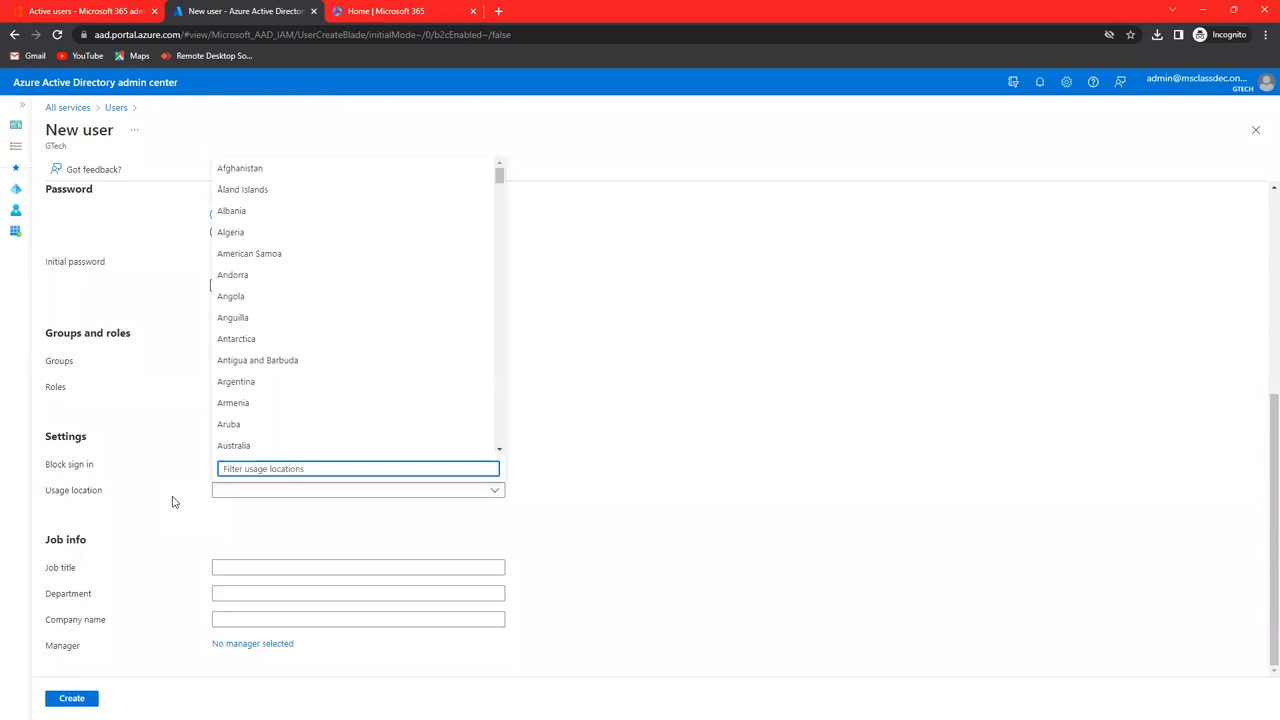 Active users - Microsoft 365 adm
New user - Azure Active Director
Home | Microsoft 365
aad.portal.azure.com/#view/Microsoft_AAD_IAM/UserCreateBlade/initialMode~/0/b2cEnabled~/false
Incognito
Gmail
YouTube
Maps
Remote Desktop So...
Azure Active Directory admin center
admin@msclassdec.on...
GTECH
All services > Users >
New user ...
GTech
Got feedback?
Password
Initial password
Groups and roles
Groups
Roles
Settings
Block sign in
Usage location
Afghanistan
Åland Islands
Albania
Algeria
American Samoa
Andorra
Angola
Anguilla
Antarctica
Antigua and Barbuda
Argentina
Armenia
Aruba
Australia
Filter usage locations
Job info
Job title
Department
Company name
Manager
No manager selected
Create